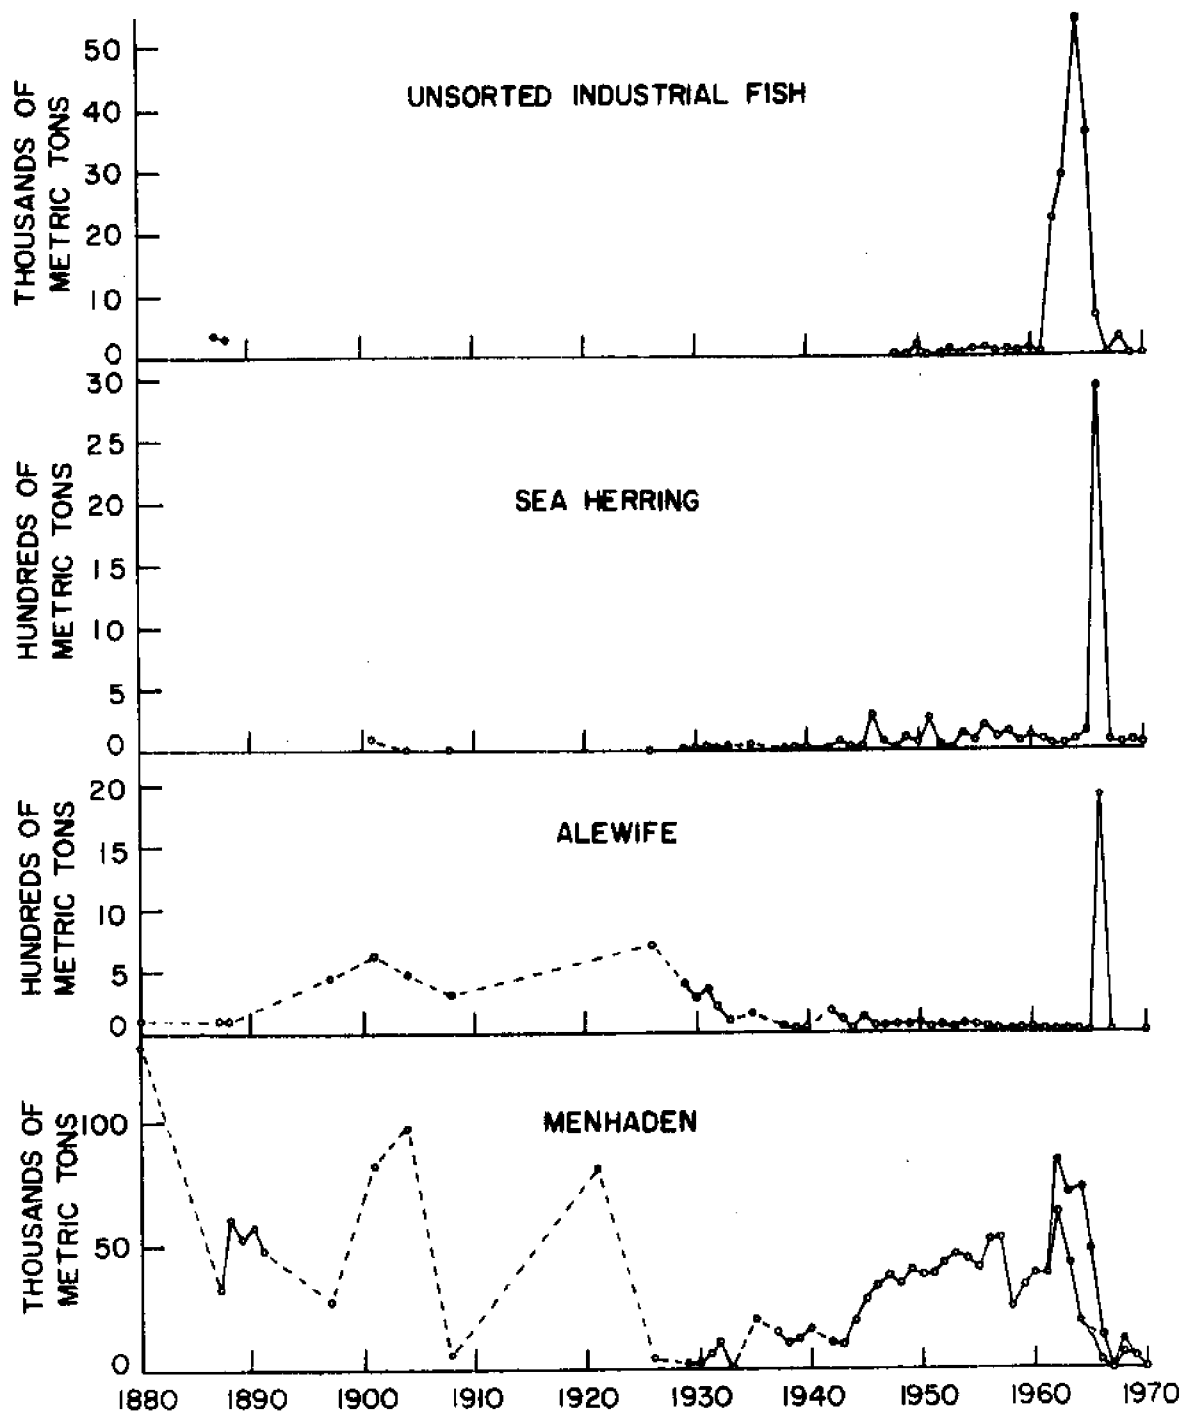 50
40
30
20
10
0
THOUSANDS OF
METRIC TONS
UNSORTED INDUSTRIAL FISH
30
25
20
15
10
5
0
HUNDREDS OF
METRIC TONS
SEA HERRING
20
15
10
5
0
HUNDREDS OF
METRIC TONS
ALEWIFE
100
50
0
THOUSANDS OF
METRIC TONS
MENHADEN
1880 1890 1900 1910 1920 1930 1940 1950 1960 1970